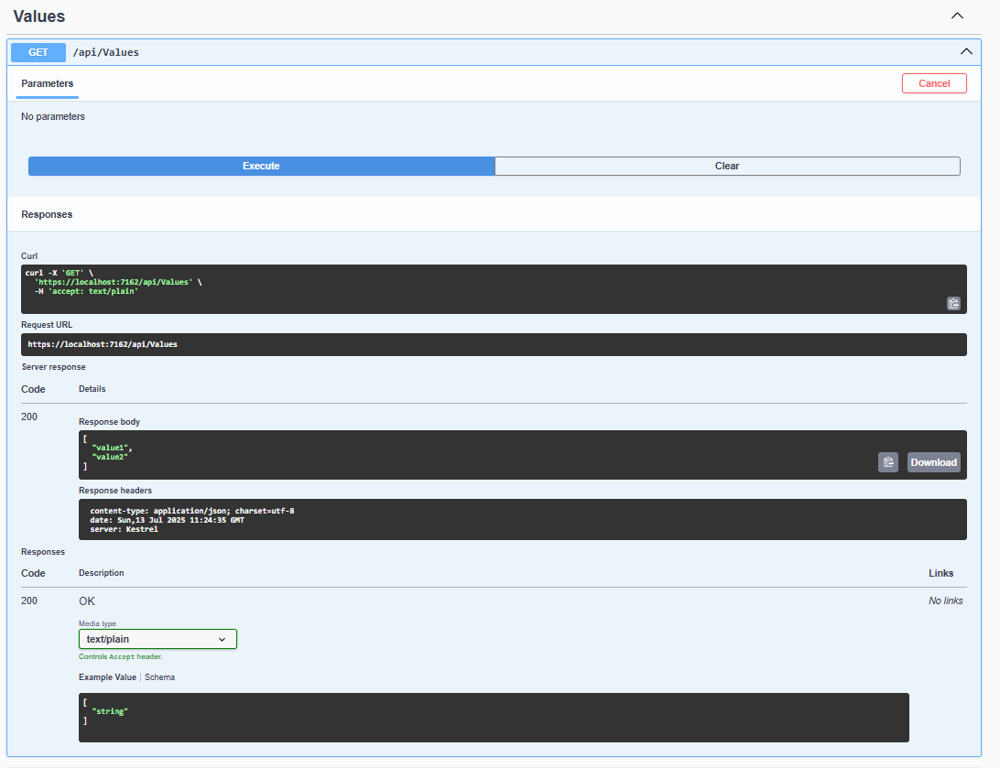 Values
GET /api/Values
Parameters
Cancel
No parameters
Execute
Clear
Responses
Curl
curl -X 'GET' \
'https://localhost:7162/api/Values' \
-H 'accept: text/plain'
Request URL
https://localhost:7162/api/Values
Server response
Code Details
200
Response body
[
"value1",
"value2"
]
Download
Response headers
content-type: application/json; charset=utf-8
date: Sun,13 Jul 2025 11:24:35 GMT
server: Kestrel
Responses
Code Description Links
200 OK No links
Media type
text/plain
Controls Accept header.
Example Value | Schema
[
"string"
]